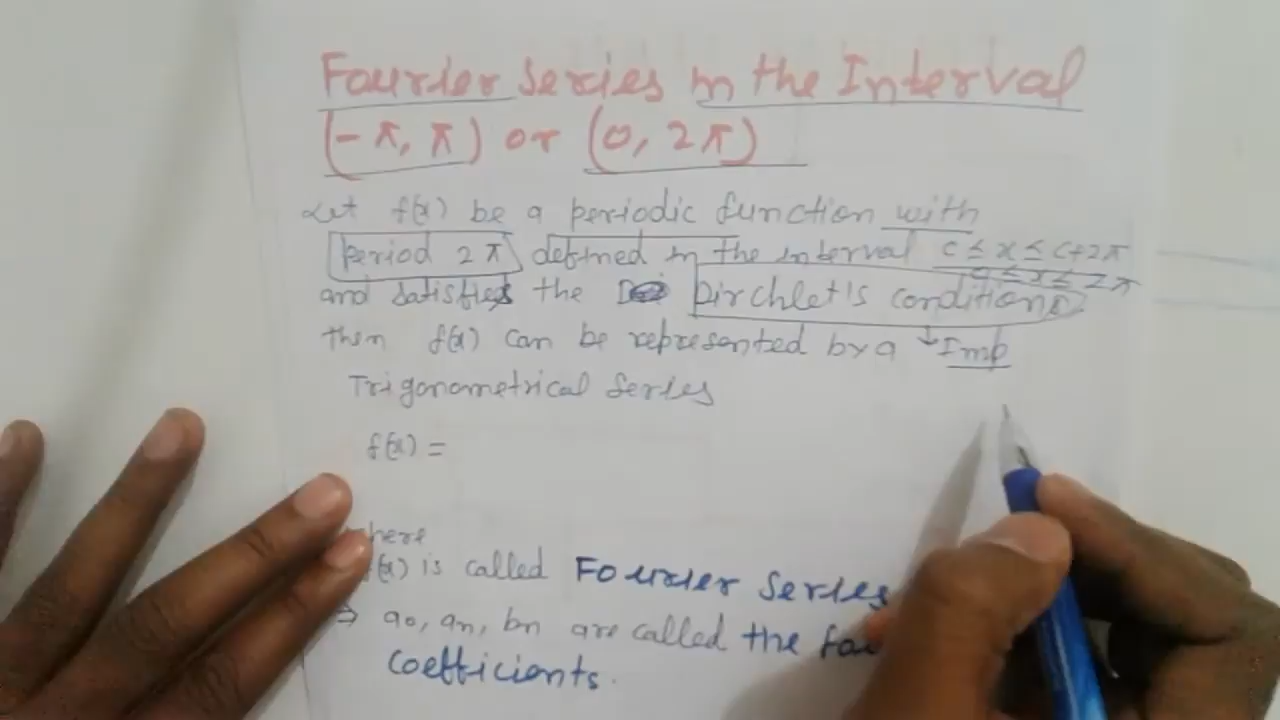 Fourier Series in the Interval
(-π, π) or (0, 2π)
Let f(x) be a periodic function with
period 2π defined in the interval c ≤ x ≤ c+2π
0 ≤ x ≤ 2π
and satisfies the Dirchlet's conditions
then f(x) can be represented by a ↓ Imp
Trigonometrical Series
f(x) =
here
f(x) is called Fourier Series
⇒ a0, an, bn are called the fou
coefficients.